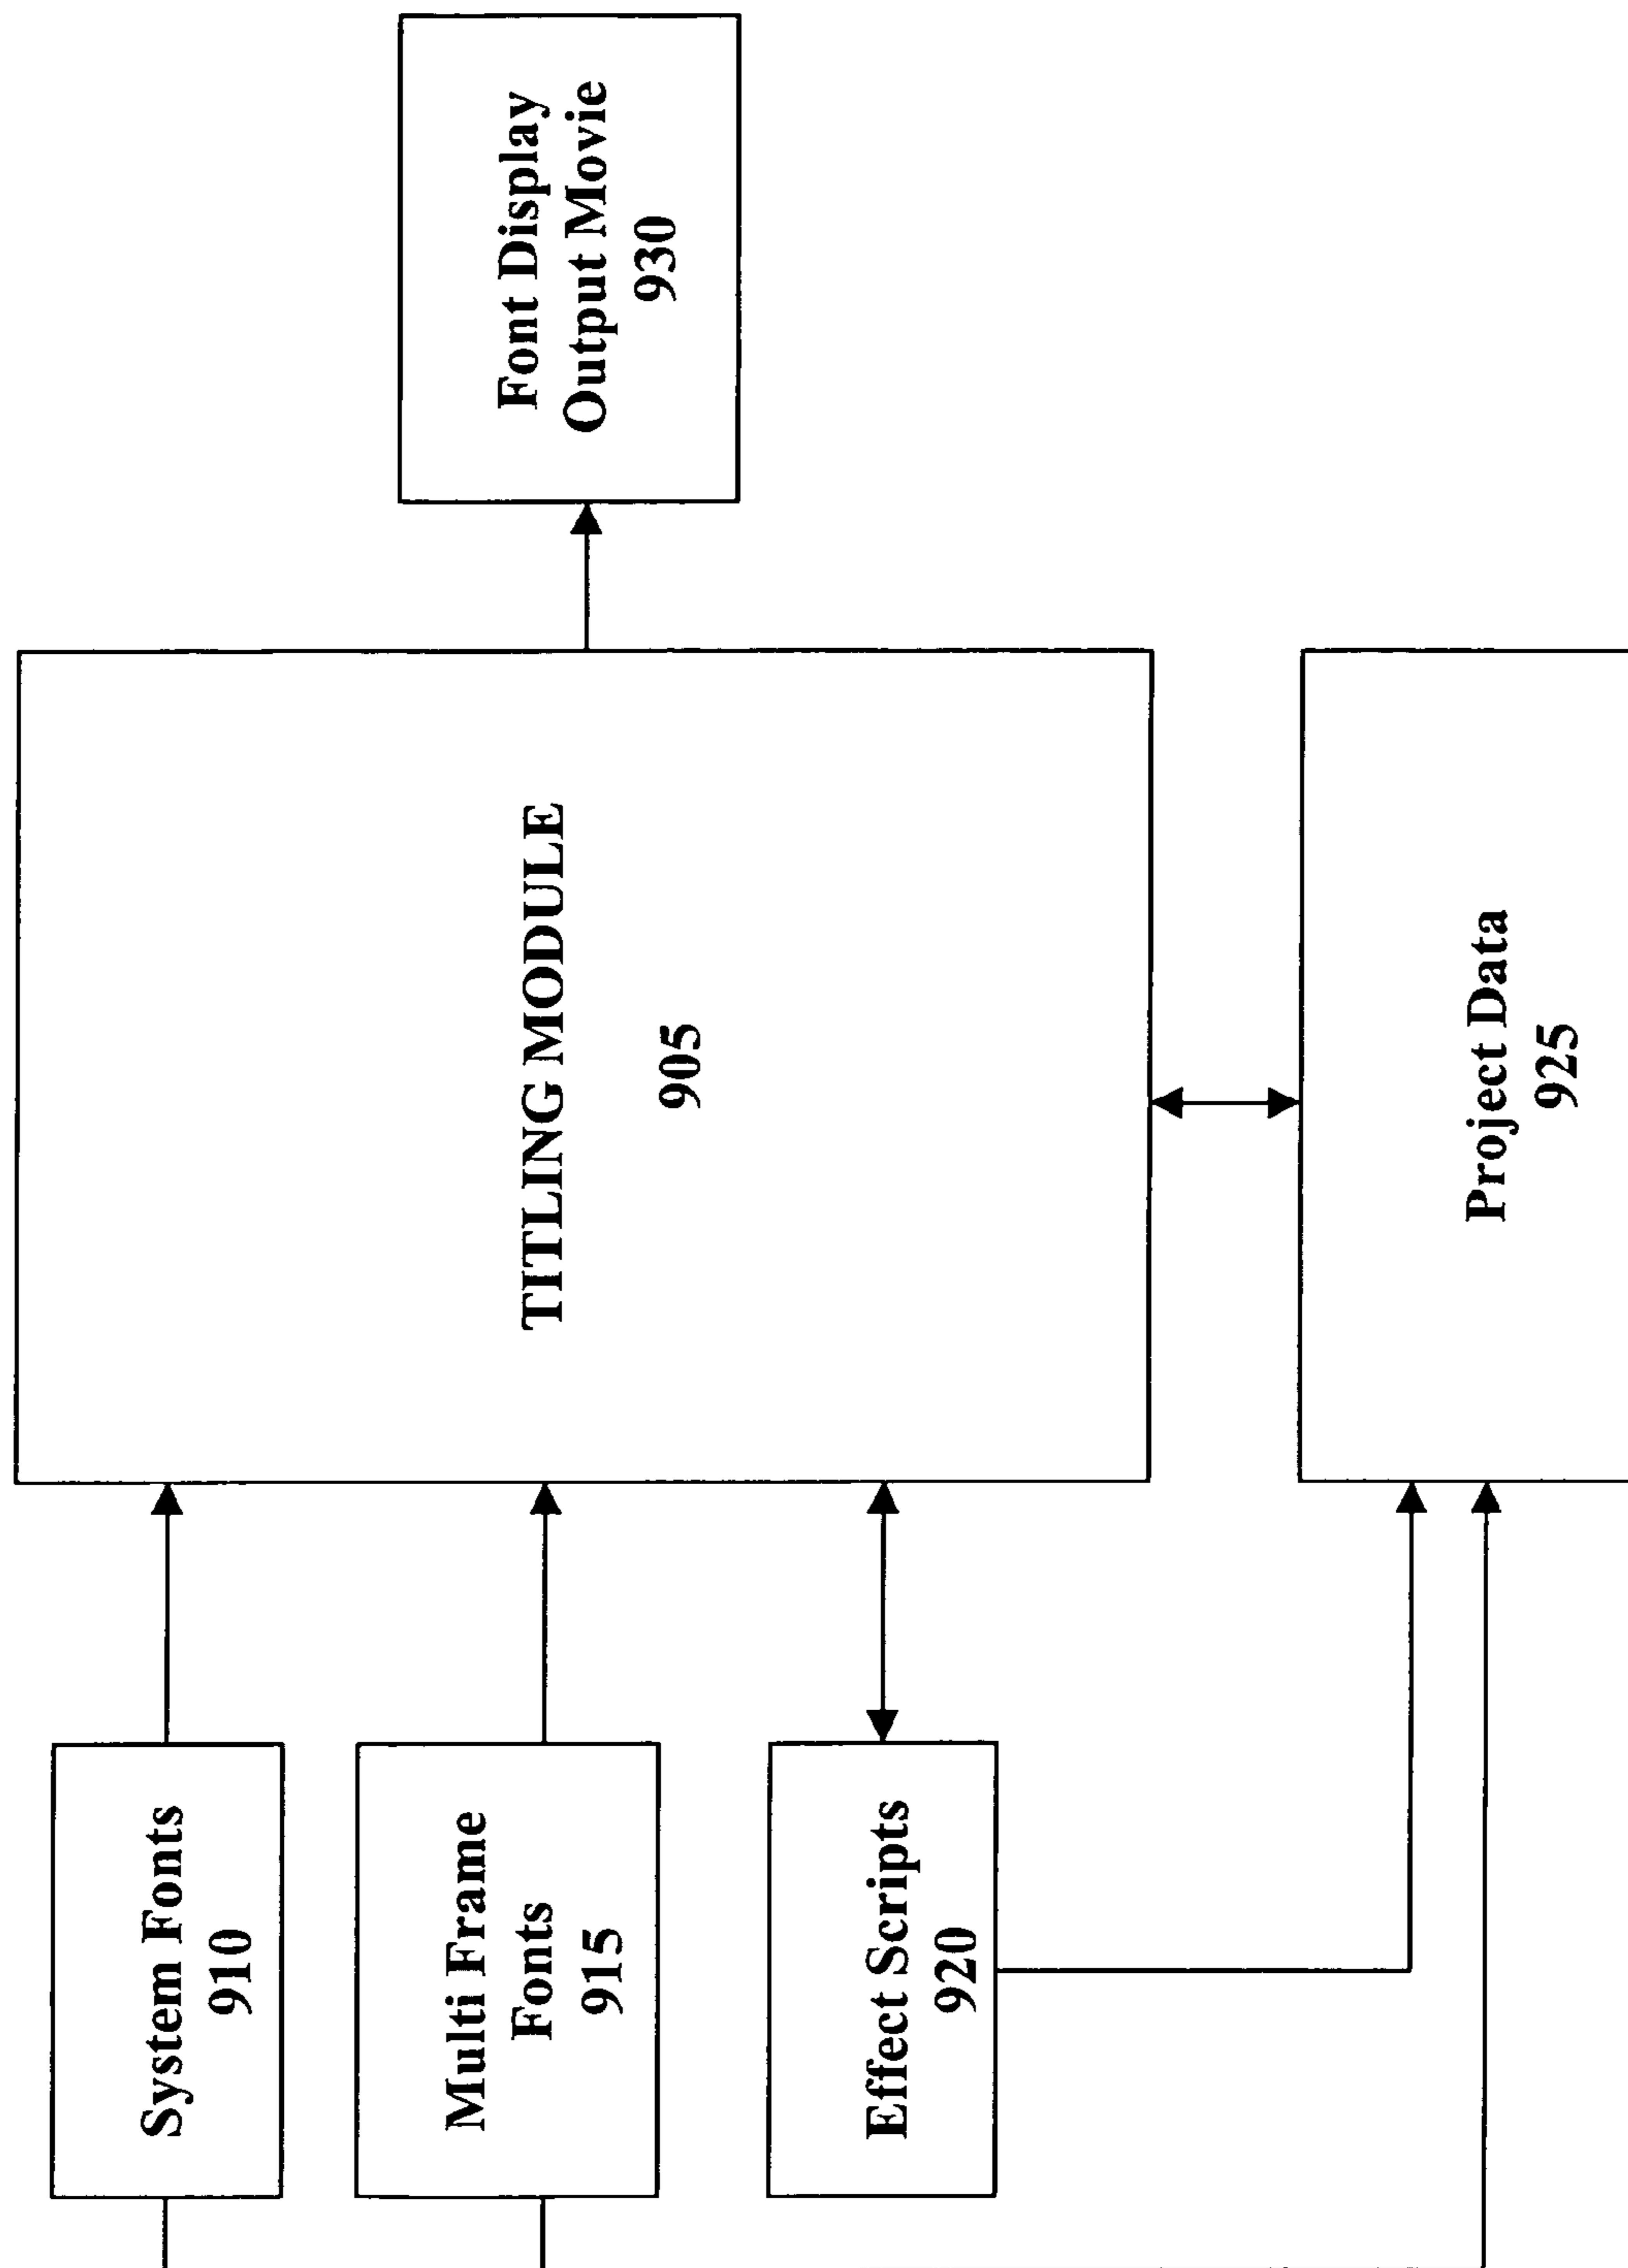 System Fonts
910
Multi Frame
Fonts
915
Effect Scripts
920
TITLING MODULE
905
Project Data
925
Font Display
Output Movie
930